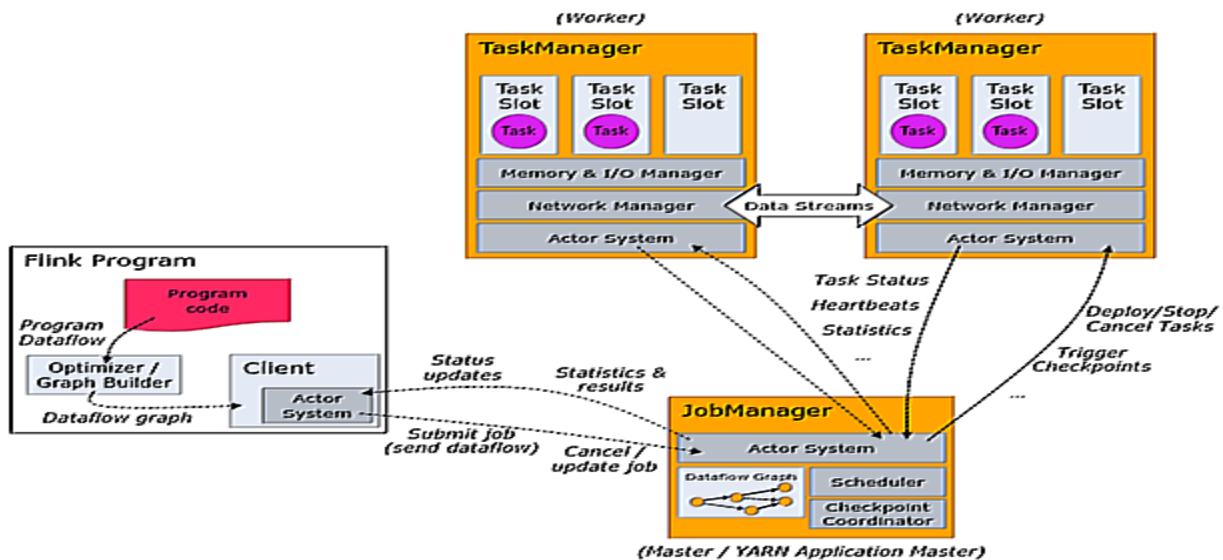 (Worker)
(Worker)
TaskManager
TaskManager
Task
Slot
Task
Slot
Task
Slot
Task
Task
Task
Slot
Task
Slot
Task
Slot
Task
Task
Memory & I/O Manager
Memory & I/O Manager
Network Manager
Data Streams
Network Manager
Actor System
Actor System
Flink Program
Program
code
Program
Dataflow
Optimizer /
Graph Builder
Dataflow graph
Client
Actor
System
Status
updates
Statistics &
results
Submit job
(send dataflow)
Cancel /
update job
Task Status
Heartbeats
Statistics
...
Deploy/Stop/
Cancel Tasks
Trigger
Checkpoints
...
JobManager
Actor System
Dataflow Graph
Scheduler
Checkpoint
Coordinator
(Master / YARN Application Master)